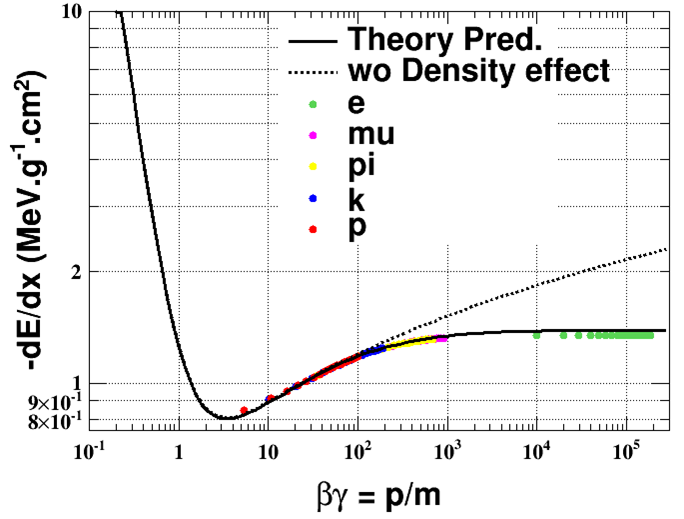 10
Theory Pred.
wo Density effect
e
mu
pi
k
p
2
1
9×10⁻¹
8×10⁻¹
10⁻¹ 1 10 10² 10³ 10⁴ 10⁵
-dE/dx (MeV.g⁻¹.cm2)
βγ = p/m